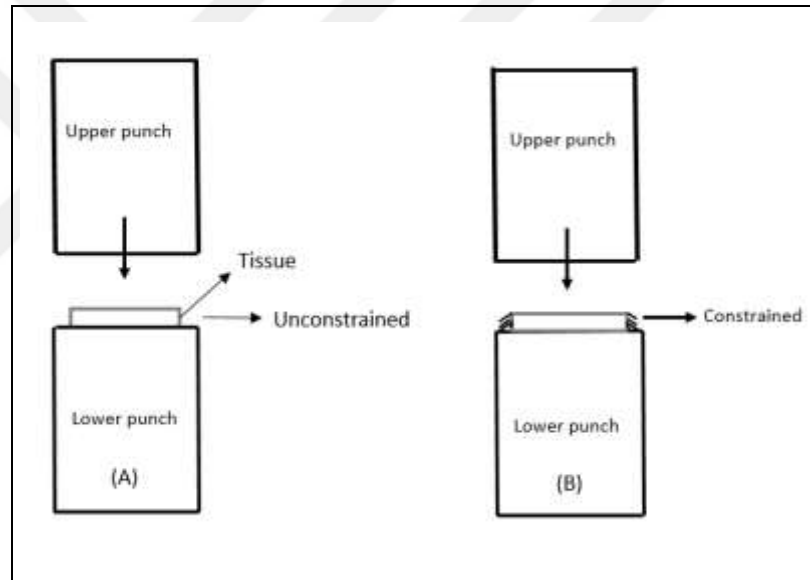 Upper punch
Tissue
Unconstrained
Lower punch
(A)
Upper punch
Constrained
Lower punch
(B)